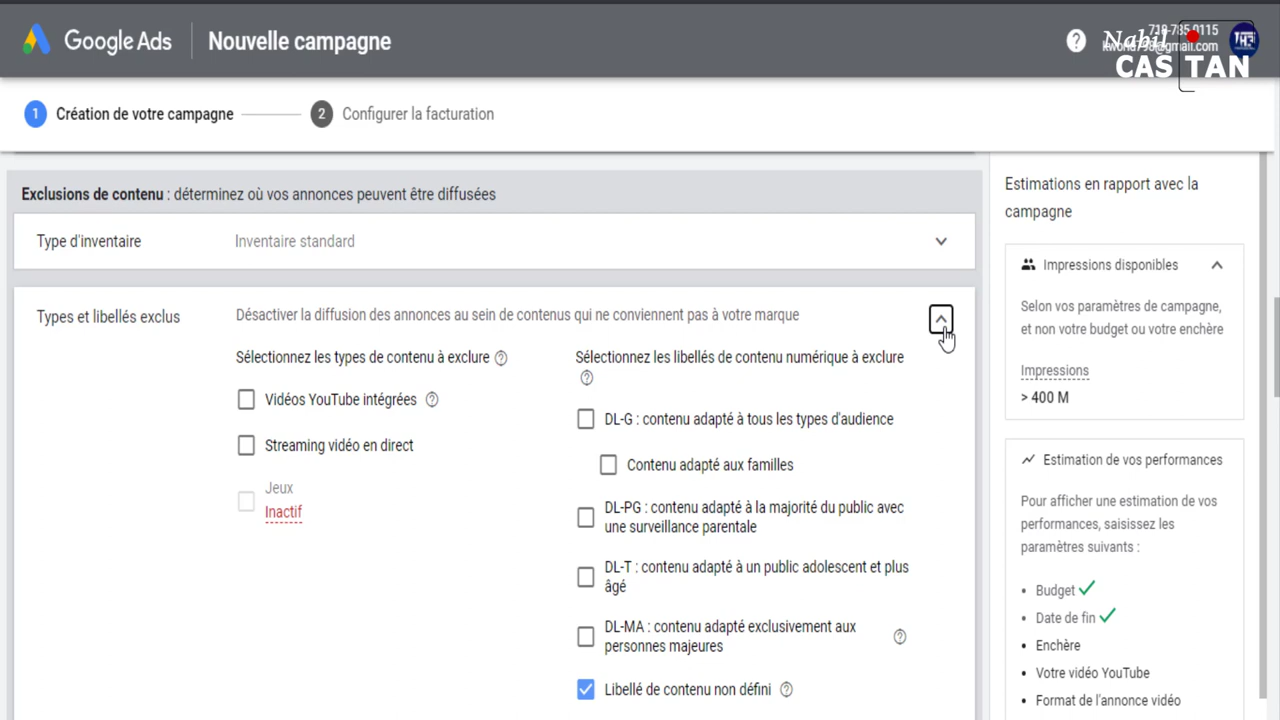 Google Ads
Nouvelle campagne
Nabil
CAS TAN
1 Création de votre campagne
2 Configurer la facturation
Exclusions de contenu : déterminez où vos annonces peuvent être diffusées
Type d'inventaire
Inventaire standard
Types et libellés exclus
Désactiver la diffusion des annonces au sein de contenus qui ne conviennent pas à votre marque
Sélectionnez les types de contenu à exclure
Vidéos YouTube intégrées
Streaming vidéo en direct
Jeux
Inactif
Sélectionnez les libellés de contenu numérique à exclure
DL-G : contenu adapté à tous les types d'audience
Contenu adapté aux familles
DL-PG : contenu adapté à la majorité du public avec
une surveillance parentale
DL-T : contenu adapté à un public adolescent et plus
âgé
DL-MA : contenu adapté exclusivement aux
personnes majeures
Libellé de contenu non défini
Estimations en rapport avec la
campagne
Impressions disponibles
Selon vos paramètres de campagne,
et non votre budget ou votre enchère
Impressions
> 400 M
Estimation de vos performances
Pour afficher une estimation de vos
performances, saisissez les
paramètres suivants :
• Budget
• Date de fin
• Enchère
• Votre vidéo YouTube
• Format de l'annonce vidéo